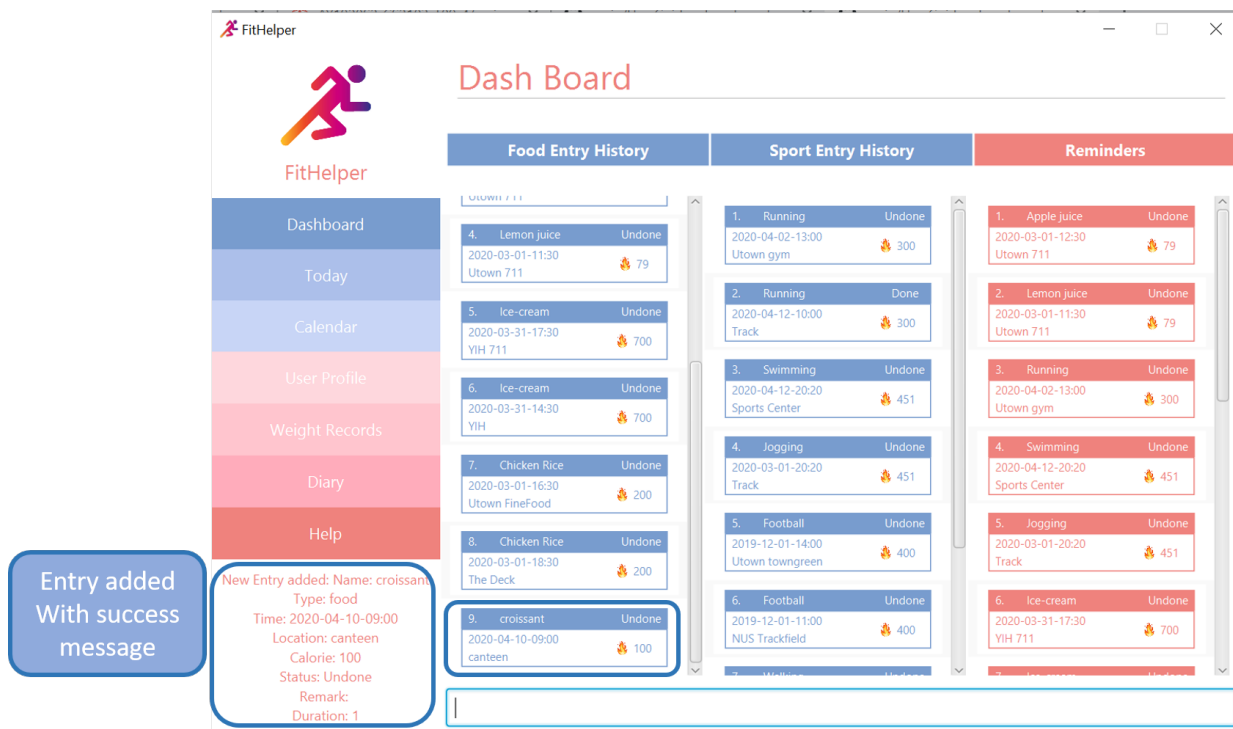 FitHelper
FitHelper
Dash Board
Food Entry History
Sport Entry History
Reminders
Dashboard
Today
Calendar
User Profile
Weight Records
Diary
Help
New Entry added: Name: croissant
Type: food
Time: 2020-04-10-09:00
Location: canteen
Calorie: 100
Status: Undone
Remark:
Duration: 1
Entry added
With success
message
Utown 711
4. Lemon juice Undone
2020-03-01-11:30
79
Utown 711
5. Ice-cream Undone
2020-03-31-17:30
700
YIH 711
6. Ice-cream Undone
2020-03-31-14:30
700
YIH
7. Chicken Rice Undone
2020-03-01-16:30
200
Utown FineFood
8. Chicken Rice Undone
2020-03-01-18:30
200
The Deck
9. croissant Undone
2020-04-10-09:00
100
canteen
1. Running Undone
2020-04-02-13:00
300
Utown gym
2. Running Done
2020-04-12-10:00
300
Track
3. Swimming Undone
2020-04-12-20:20
451
Sports Center
4. Jogging Undone
2020-03-01-20:20
451
Track
5. Football Undone
2019-12-01-14:00
400
Utown towngreen
6. Football Undone
2019-12-01-11:00
400
NUS Trackfield
7. Walking Undone
1. Apple juice Undone
2020-03-01-12:30
79
Utown 711
2. Lemon juice Undone
2020-03-01-11:30
79
Utown 711
3. Running Undone
2020-04-02-13:00
300
Utown gym
4. Swimming Undone
2020-04-12-20:20
451
Sports Center
5. Jogging Undone
2020-03-01-20:20
451
Track
6. Ice-cream Undone
2020-03-31-17:30
700
YIH 711
7. Ice-cream Undone